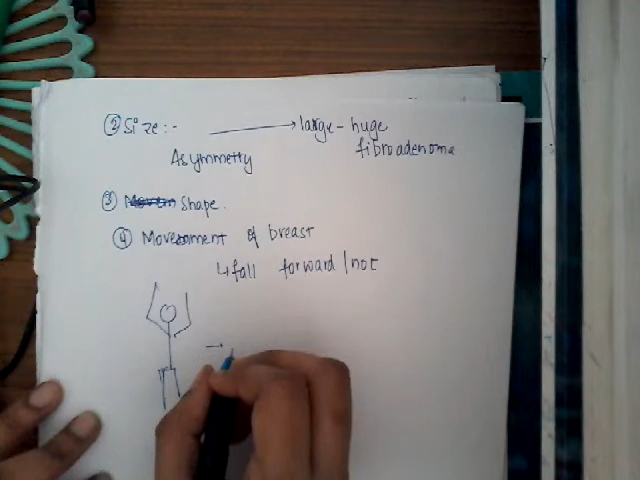 ② Size:- → large - huge
Asymmetry fibroadenoma
③ Shape.
④ Movement of breast
↳ fall forward / not
→